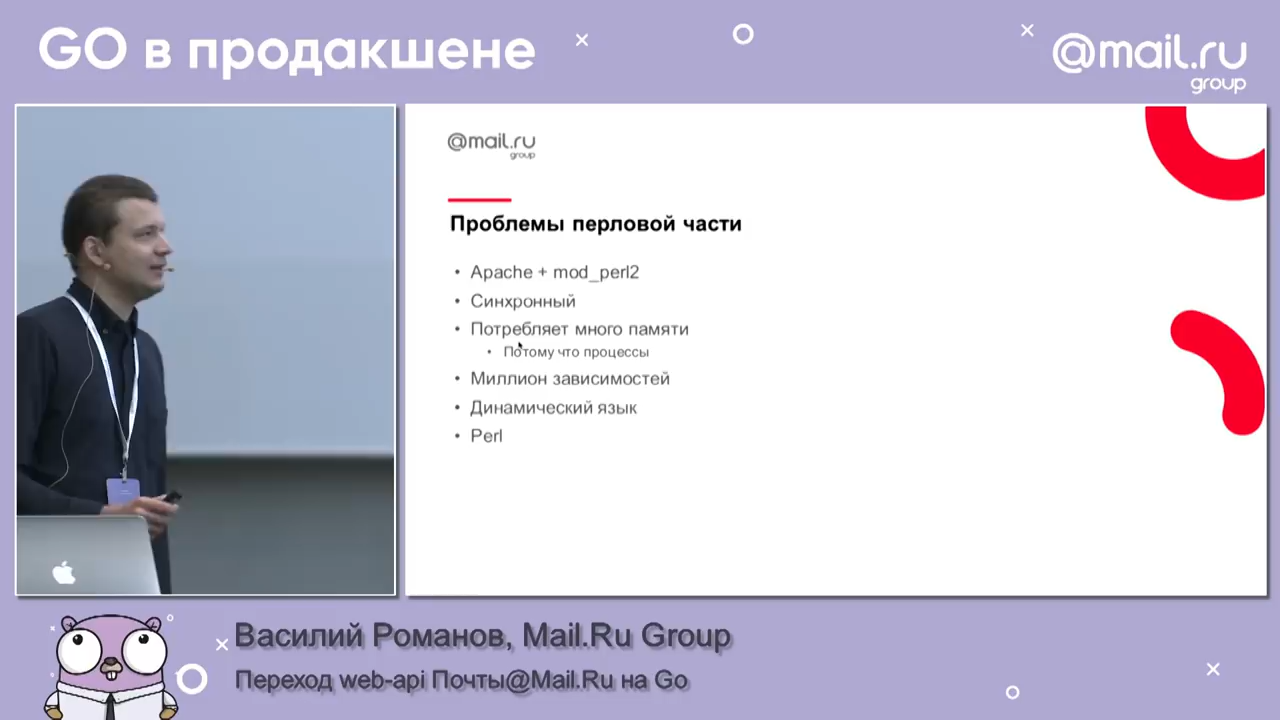 GO в продакшене
@mail.ru
group
@mail.ru
group
Проблемы перловой части
• Apache + mod_perl2
• Синхронный
• Потребляет много памяти
• Потому что процессы
• Миллион зависимостей
• Динамический язык
• Perl
Василий Романов, Mail.Ru Group
Переход web-api Почты@Mail.Ru на Go